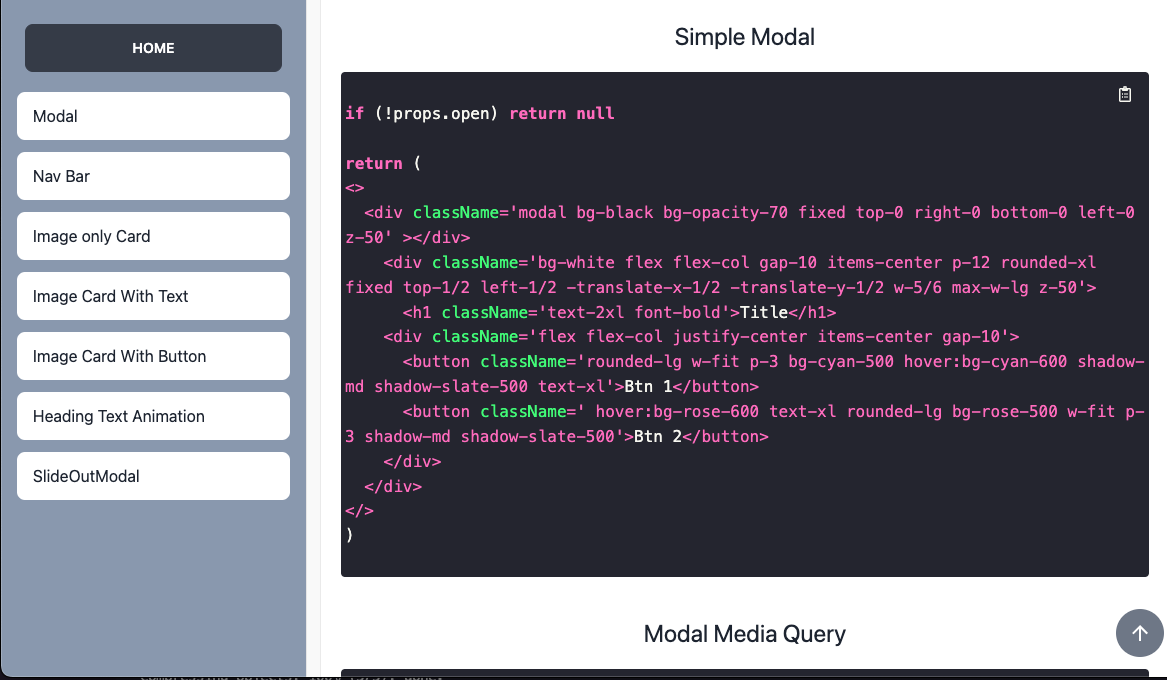 HOME
Modal
Nav Bar
Image only Card
Image Card With Text
Image Card With Button
Heading Text Animation
SlideOutModal
Simple Modal
if (!props.open) return null
return (
<>
<div className='modal bg-black bg-opacity-70 fixed top-0 right-0 bottom-0 left-0
z-50' ></div>
<div className='bg-white flex flex-col gap-10 items-center p-12 rounded-xl
fixed top-1/2 left-1/2 -translate-x-1/2 -translate-y-1/2 w-5/6 max-w-lg z-50'>
<h1 className='text-2xl font-bold'>Title</h1>
<div className='flex flex-col justify-center items-center gap-10'>
<button className='rounded-lg w-fit p-3 bg-cyan-500 hover:bg-cyan-600 shadow-
md shadow-slate-500 text-xl'>Btn 1</button>
<button className=' hover:bg-rose-600 text-xl rounded-lg bg-rose-500 w-fit p-
3 shadow-md shadow-slate-500'>Btn 2</button>
</div>
</div>
</>
)
Modal Media Query